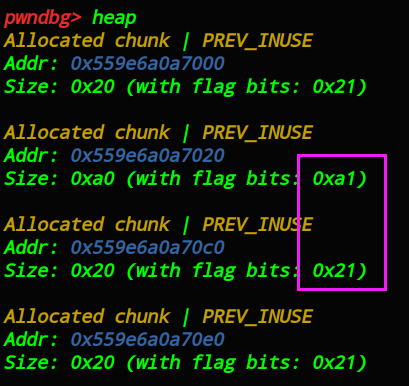 pwndbg> heap
Allocated chunk | PREV_INUSE
Addr: 0x559e6a0a7000
Size: 0x20 (with flag bits: 0x21)
Allocated chunk | PREV_INUSE
Addr: 0x559e6a0a7020
Size: 0xa0 (with flag bits: 0xa1)
Allocated chunk | PREV_INUSE
Addr: 0x559e6a0a70c0
Size: 0x20 (with flag bits: 0x21)
Allocated chunk | PREV_INUSE
Addr: 0x559e6a0a70e0
Size: 0x20 (with flag bits: 0x21)